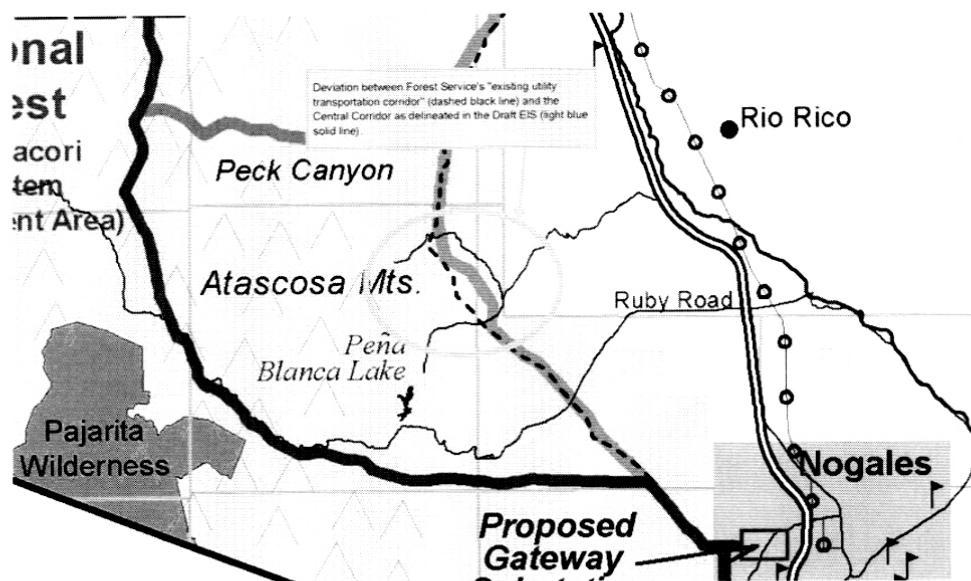 onal
est
acori
tem
ent Area)
Deviation between Forest Service's "existing utility
transportation corridor" (dashed black line) and the
Central Corridor as delineated in the Draft EIS (light blue
solid line).
Rio Rico
Peck Canyon
Atascosa Mts.
Ruby Road
Peña
Blanca Lake
Pajarita
Wilderness
Nogales
Proposed
Gateway